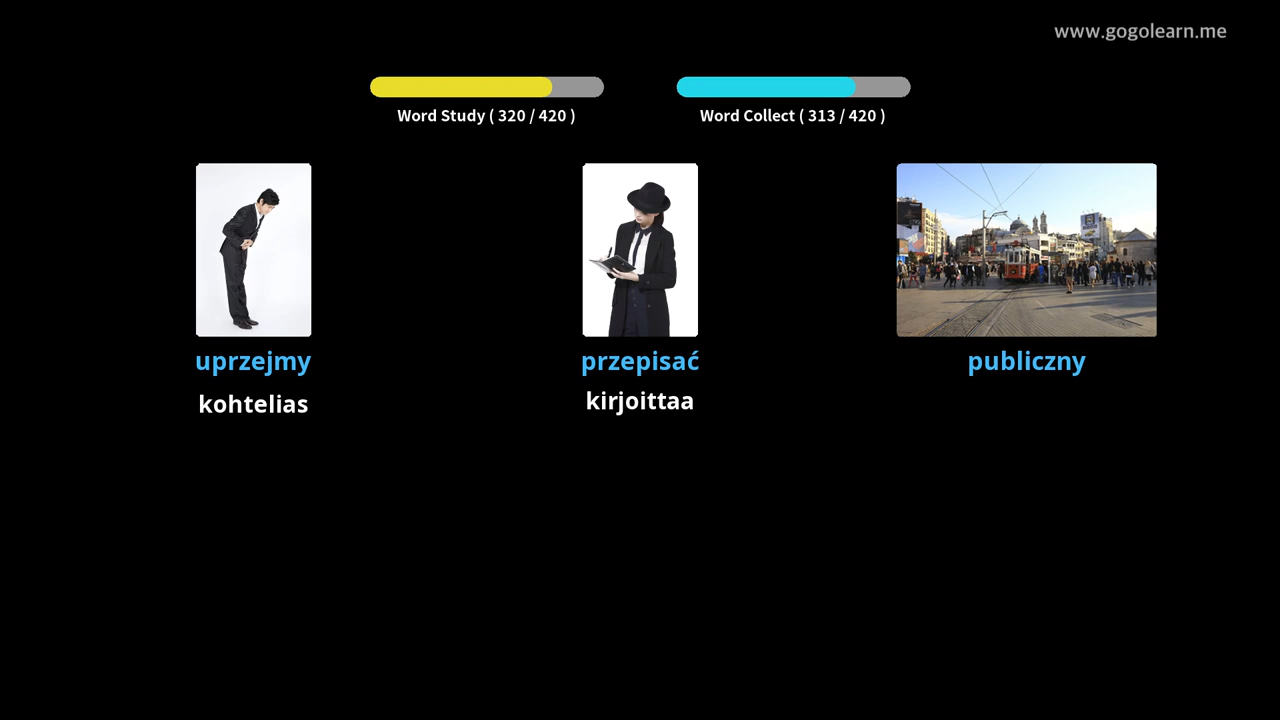 www.gogolearn.me
Word Study ( 320 / 420 )
Word Collect ( 313 / 420 )
uprzejmy
przepisać
publiczny
kohtelias
kirjoittaa